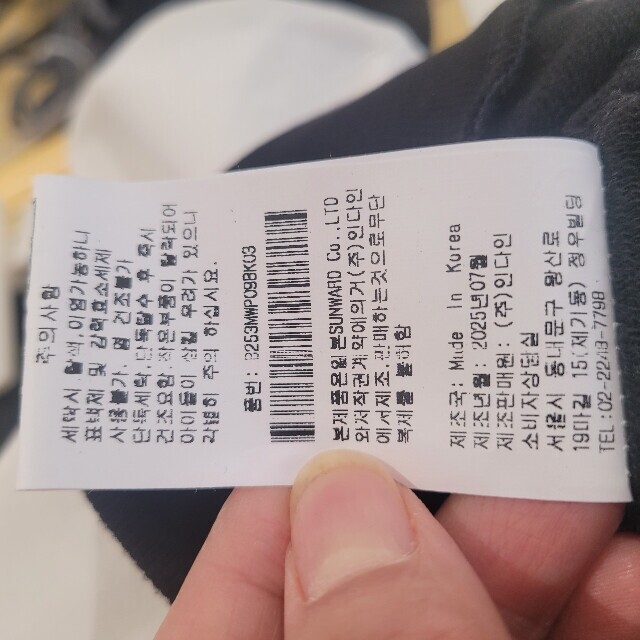 주의사항
세탁시 탈색,이염가능하니
표백제 및 강력효소세제
사용불가, 열 건조불가
단독세탁,단독탈수 후 즉시
건조요함.작은부품이 탈락되어
아이들이 삼킬 우려가 있으니
각별히 주의 하십시요.
품번: B253MWP09BK03
본제품은일본SUNWARD Co.,LTD
와저작권계약에의거(주)인다인
에서제조,판매하는것으로무단
복제를 불허함
제조국: Made In Korea
제조년월: 2025년07월
제조판매원: (주)인다인
소비자상담실
서울시 동대문구 왕산로
19마길 15(제기동) 정우빌딩
TEL:02-2243-7798